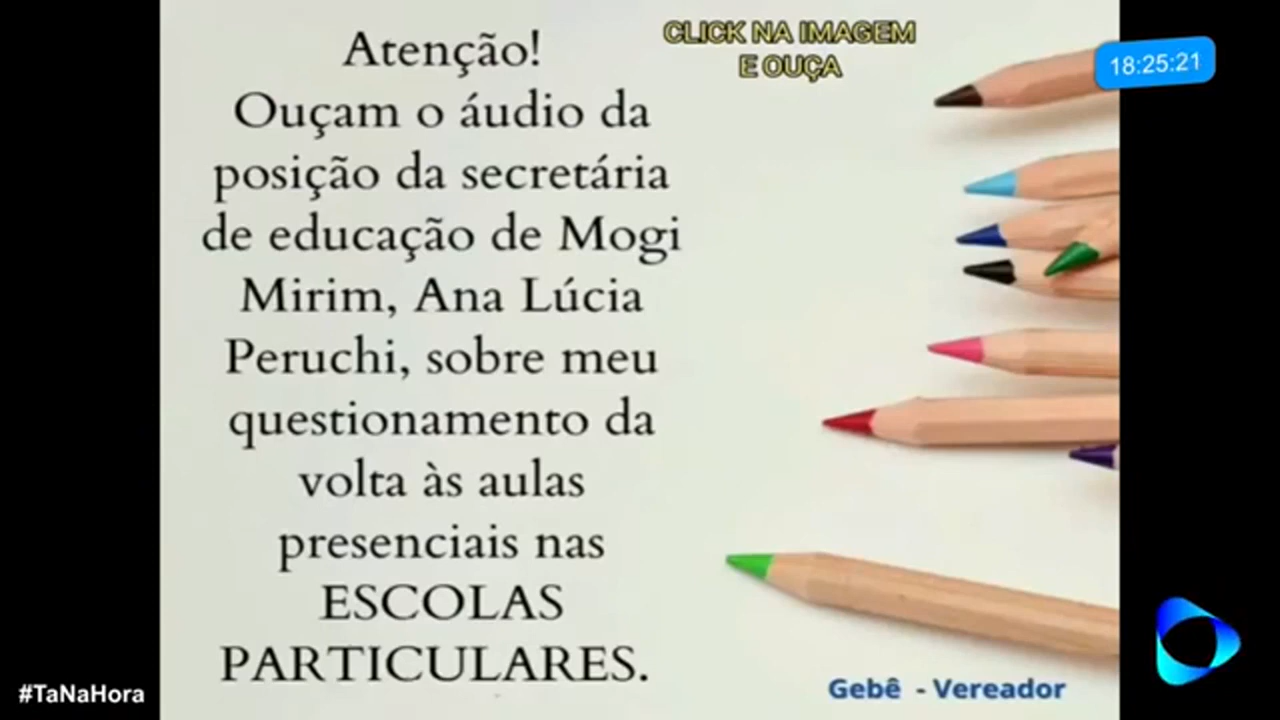 Atenção!
Ouçam o áudio da
posição da secretária
de educação de Mogi
Mirim, Ana Lúcia
Peruchi, sobre meu
questionamento da
volta às aulas
presenciais nas
ESCOLAS
PARTICULARES.
CLICK NA IMAGEM
E OUÇA
18:25:21
Gebê - Vereador
#TaNaHora